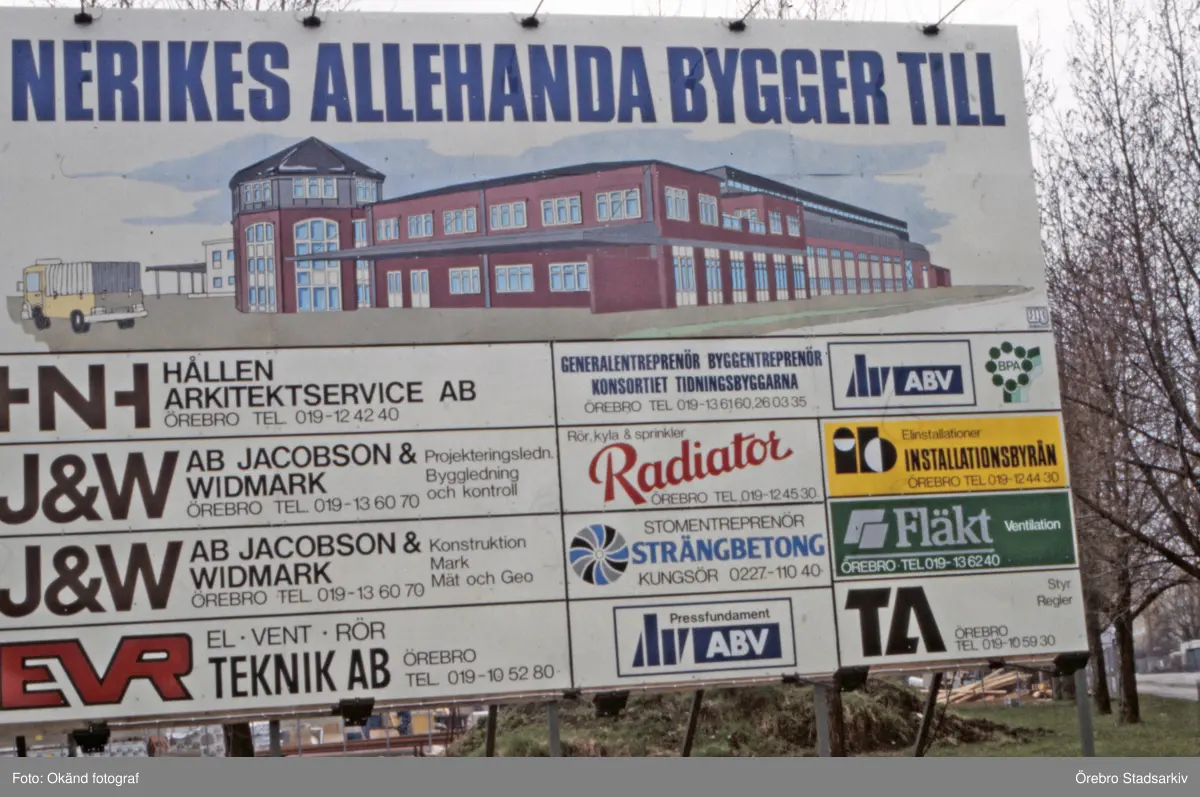 NERIKES ALLEHANDA BYGGER TILL
HÅLLEN
ARKITEKTSERVICE AB
ÖREBRO TEL 019-12 42 40
GENERALENTREPRENÖR BYGGENTREPRENÖR
KONSORTIET TIDNINGSBYGGARNA
ÖREBRO TEL 019-13 61 60, 26 03 35
ABV
BPA
J&W
AB JACOBSON &
WIDMARK
ÖREBRO TEL. 019-13 60 70
Projekteringsledn.
Byggledning
och kontroll
Rör, kyla & sprinkler
Radiator
ÖREBRO TEL. 019-12 45 30
Elinstallationer
INSTALLATIONSBYRÅN
ÖREBRO TEL 019-12 44 30
J&W
AB JACOBSON &
WIDMARK
ÖREBRO TEL. 019-13 60 70
Konstruktion
Mark
Mät och Geo
STOMENTREPRENÖR
STRÄNGBETONG
KUNGSÖR 0227-110 40
Fläkt
Ventilation
ÖREBRO TEL. 019-13 62 40
EVR
EL · VENT · RÖR
TEKNIK AB
ÖREBRO
TEL. 019-10 52 80
Pressfundament
ABV
TA
Styr
Regler
ÖREBRO
TEL 019-10 59 30
Foto: Okänd fotograf
Örebro Stadsarkiv